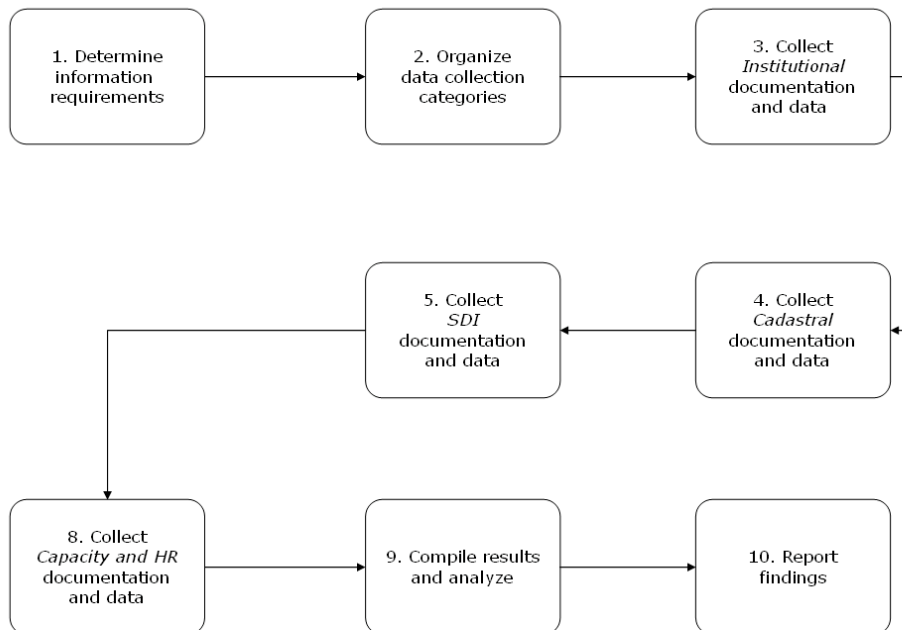 1. Determine
information
requirements
2. Organize
data collection
categories
3. Collect
Institutional
documentation
and data
5. Collect
SDI
documentation
and data
4. Collect
Cadastral
documentation
and data
8. Collect
Capacity and HR
documentation
and data
9. Compile results
and analyze
10. Report
findings